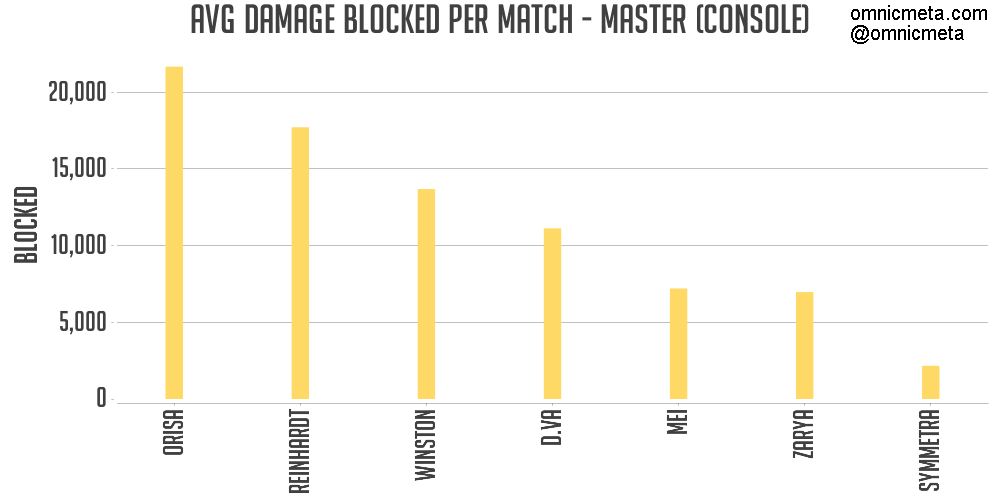 AVG DAMAGE BLOCKED PER MATCH - MASTER (CONSOLE)
omnicmeta.com
@omnicmeta
BLOCKED
20,000
15,000
10,000
5,000
0
ORISA
REINHARDT
WINSTON
D.VA
MEI
ZARYA
SYMMETRA